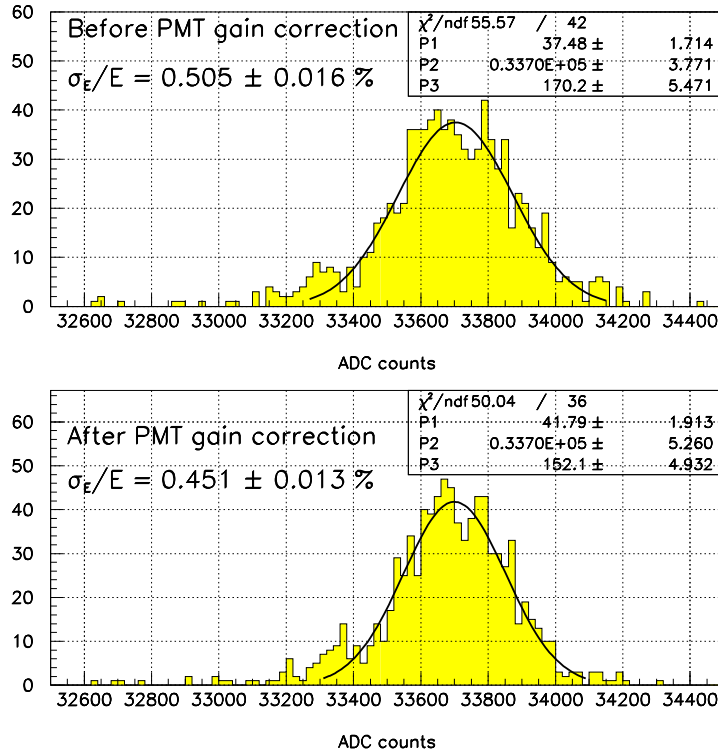 60
50
40
30
20
10
0
Before PMT gain correction
σE/E = 0.505 ± 0.016 %
χ²/ndf 55.57 / 42
P1 37.48 ± 1.714
P2 0.3370E+05 ± 3.771
P3 170.2 ± 5.471
32600 32800 33000 33200 33400 33600 33800 34000 34200 34400
ADC counts
60
50
40
30
20
10
0
After PMT gain correction
σE/E = 0.451 ± 0.013 %
χ²/ndf 50.04 / 36
P1 41.79 ± 1.913
P2 0.3370E+05 ± 5.260
P3 152.1 ± 4.932
32600 32800 33000 33200 33400 33600 33800 34000 34200 34400
ADC counts